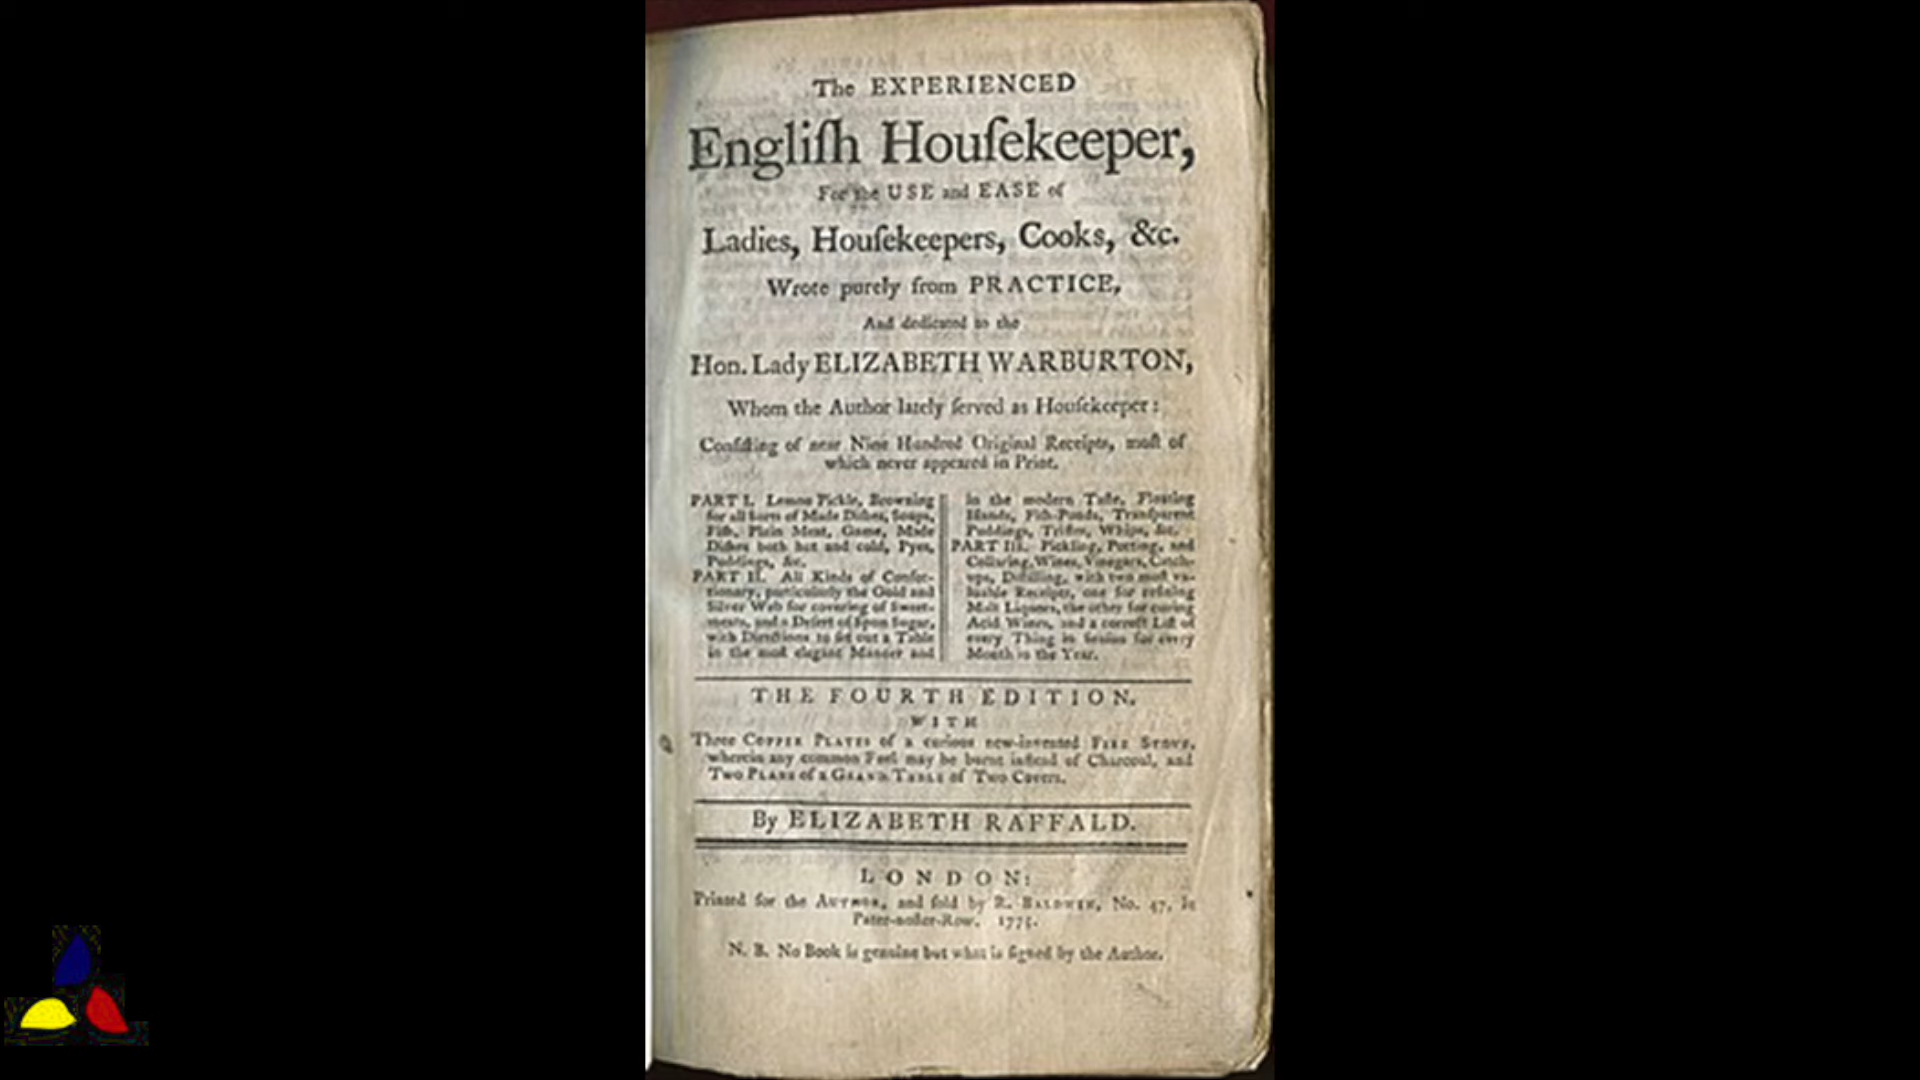 The EXPERIENCED
Engliſh Houſekeeper,
For the USE and EASE of
Ladies, Houſekeepers, Cooks, &c.
Wrote purely from PRACTICE,
And dedicated to the
Hon. Lady ELIZABETH WARBURTON,
Whom the Author lately ſerved as Houſekeeper:
Conſiſting of near Nine Hundred Original Receipts, moſt of
which never appeared in Print.
PART I. Lemon Pickle, Browning
for all Sorts of Made Diſhes, Soups,
Fiſh, Plain Meat, Game, Made
Diſhes both hot and cold, Pyes,
Puddings, &c.
PART II. All Kinds of Confec-
tionary, particularly the Gold and
Silver Web for covering of Sweet-
meats, and a Deſert of Spun Sugar,
with Directions to ſet out a Table
in the moſt elegant Manner and
in the modern Taſte, Floating
Iſlands, Fiſh-Ponds, Tranſparent
Puddings, Trifles, Whips, &c.
PART III. Pickling, Potting, and
Collaring, Wines, Vinegars, Catch-
ups, Diſtilling, with two moſt va-
luable Receipts, one for refining
Malt Liquors, the other for curing
Acid Wines, and a correct Liſt of
every Thing in Seaſon for every
Month in the Year.
THE FOURTH EDITION.
WITH
Three COPPER PLATES of a curious new-invented FIRE STOVE,
wherein any common Fuel may be burnt inſtead of Charcoal, and
TWO PLANS of a GRAND TABLE of Two Covers.
By ELIZABETH RAFFALD.
LONDON:
Printed for the AUTHOR, and ſold by R. BALDWIN, No. 47, in
Pater-noſter-Row. 1775.
N. B. No Book is genuine but what is ſigned by the Author.